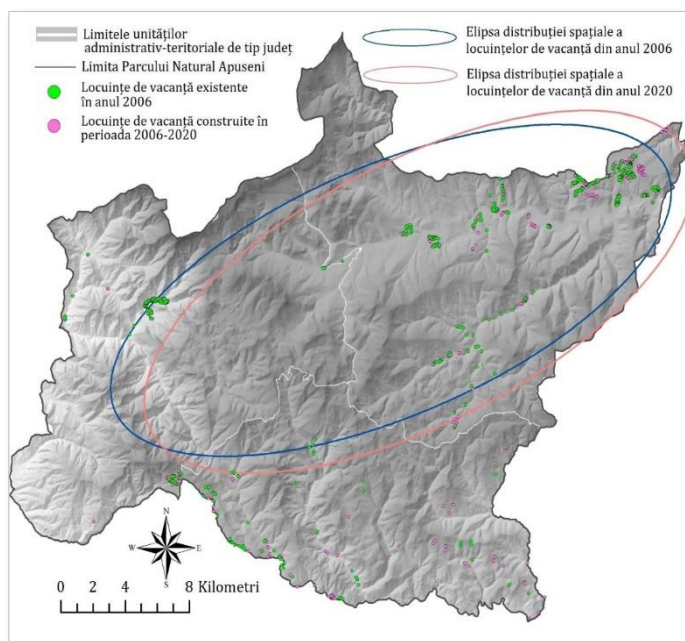 Limitele unităților
administrativ-teritoriale de tip județ
Limita Parcului Natural Apuseni
Locuințe de vacanță existente
în anul 2006
Locuințe de vacanță construite în
perioada 2006-2020
Elipsa distribuției spațiale a
locuințelor de vacanță din anul 2006
Elipsa distribuției spațiale a
locuințelor de vacanță din anul 2020
N
W E
S
0 2 4 8 Kilometri